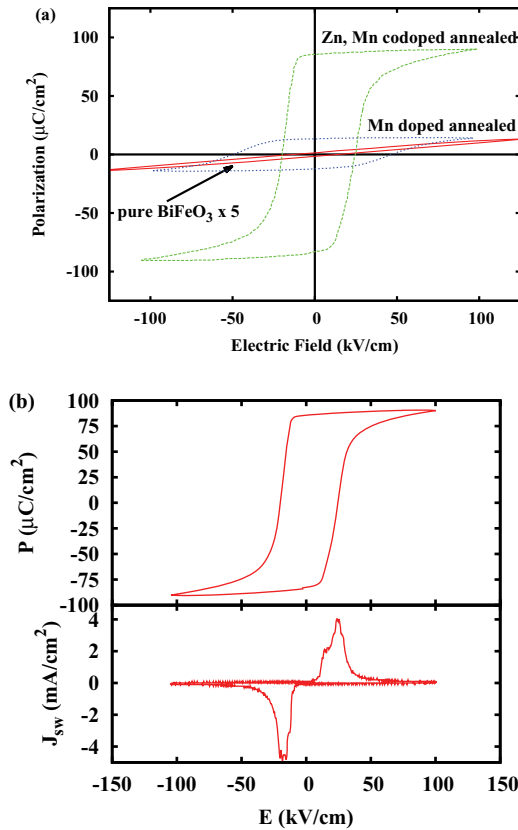 (a)
Zn, Mn codoped annealed
Mn doped annealed
pure BiFeO₃ x 5
Polarization (μC/cm²)
100
50
0
-50
-100
-100 -50 0 50 100
Electric Field (kV/cm)
(b)
P (μC/cm²)
100
75
50
25
0
-25
-50
-75
-100
J_sw (mA/cm²)
4
2
0
-2
-4
-150 -100 -50 0 50 100 150
E (kV/cm)